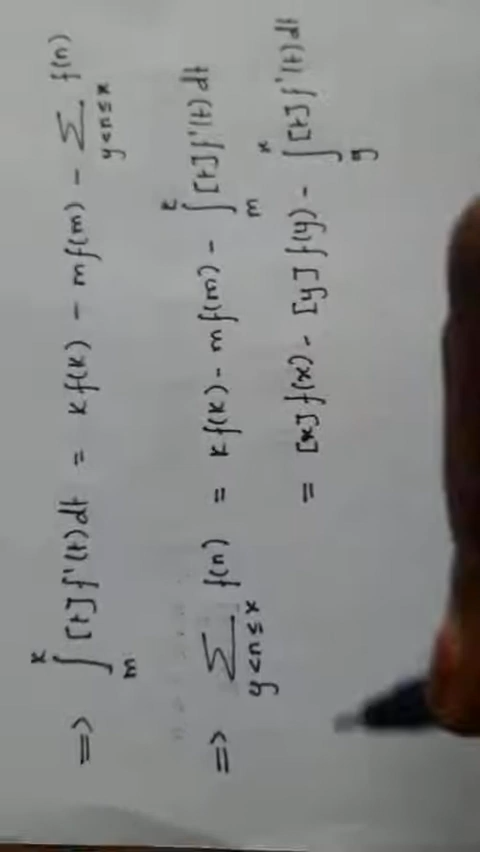 => ∫_m^k [t] f'(t) dt = k f(k) - m f(m) - ∑_{y<n≤x} f(n)
=> ∑_{y<n≤x} f(n) = k f(k) - m f(m) - ∫_m^k [t] f'(t) dt
= [x] f(x) - [y] f(y) - ∫_y^x [t] f'(t) dt